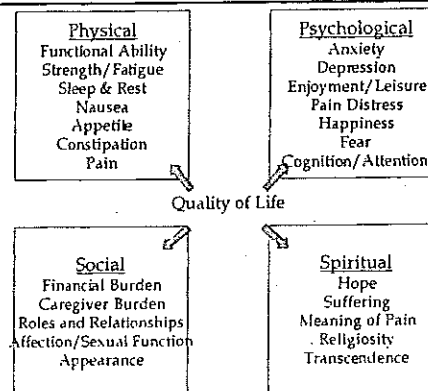 Physical
Functional Ability
Strength/Fatigue
Sleep & Rest
Nausea
Appetite
Constipation
Pain
Psychological
Anxiety
Depression
Enjoyment/Leisure
Pain Distress
Happiness
Fear
Cognition/Attention
Quality of Life
Social
Financial Burden
Caregiver Burden
Roles and Relationships
Affection/Sexual Function
Appearance
Spiritual
Hope
Suffering
Meaning of Pain
Religiosity
Transcendence